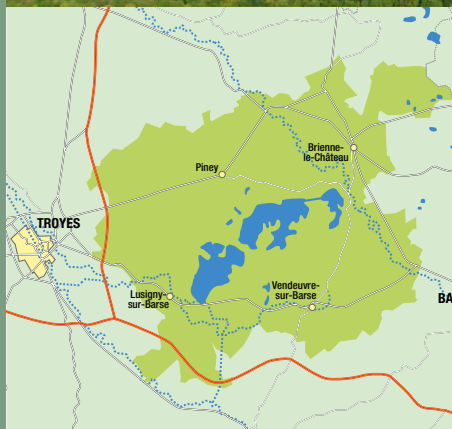 Brienne-
le-Château
Piney
TROYES
Lusigny-
sur-Barse
Vendeuvre-
sur-Barse
BA